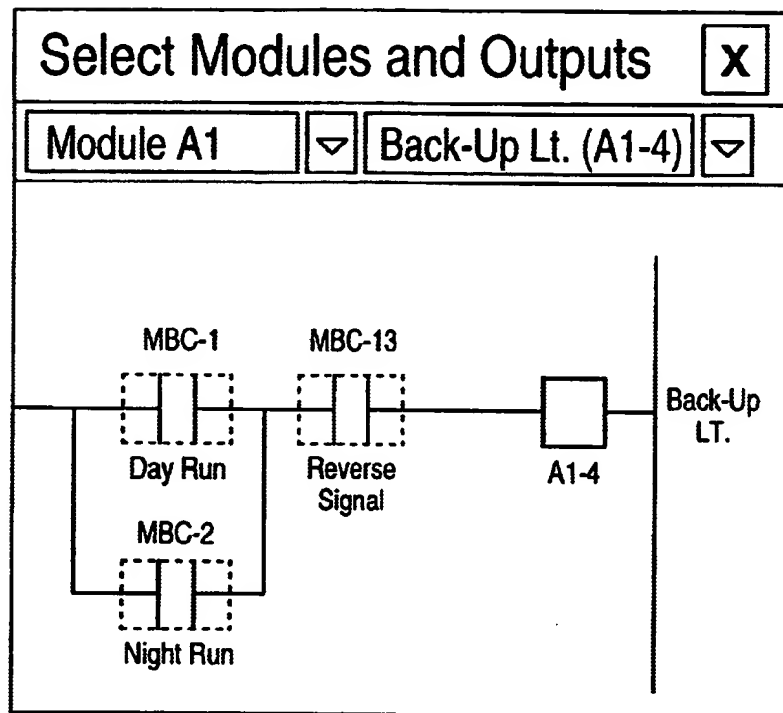 Select Modules and Outputs X
Module A1 Back-Up Lt. (A1-4)
MBC-1 MBC-13
Day Run Reverse
Signal
A1-4
Back-Up
LT.
MBC-2
Night Run